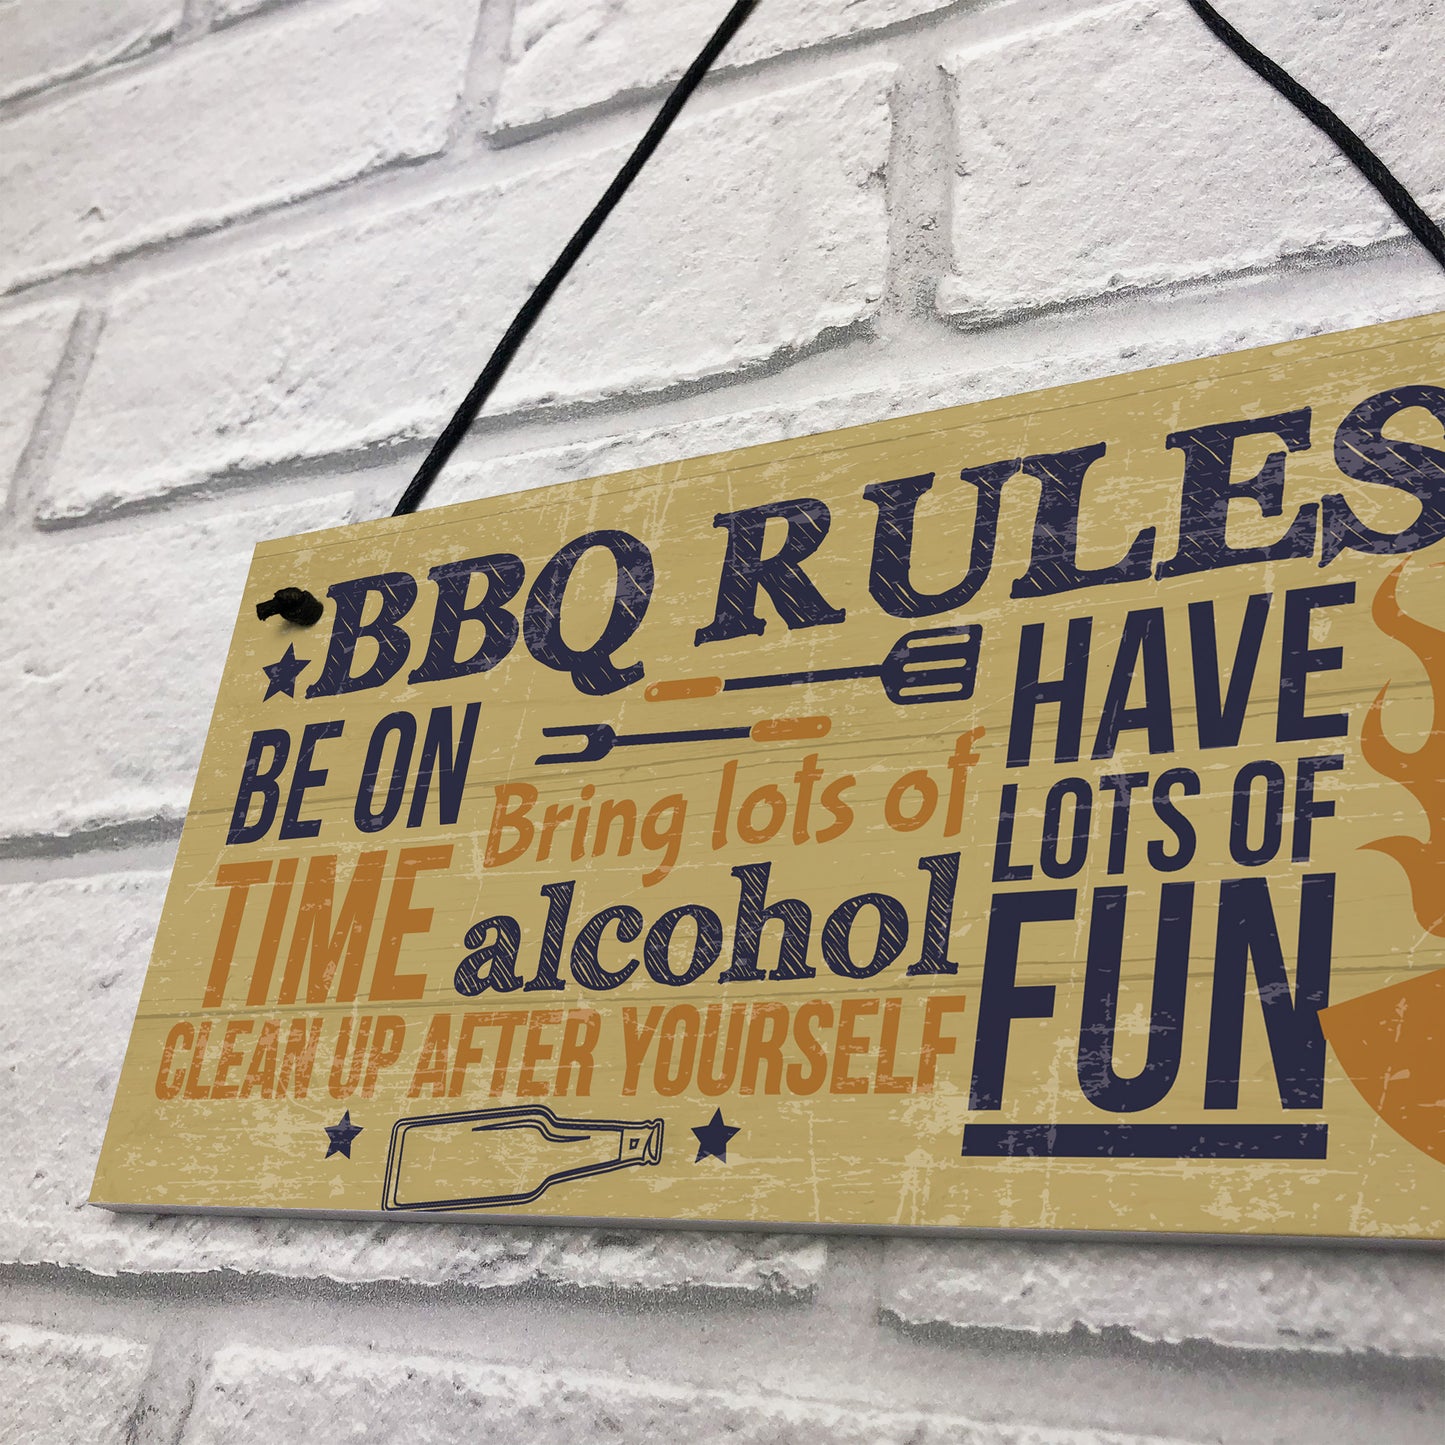 BBQ RULES
BE ON
TIME
Bring lots of
alcohol
CLEAN UP AFTER YOURSELF
HAVE
LOTS OF
FUN